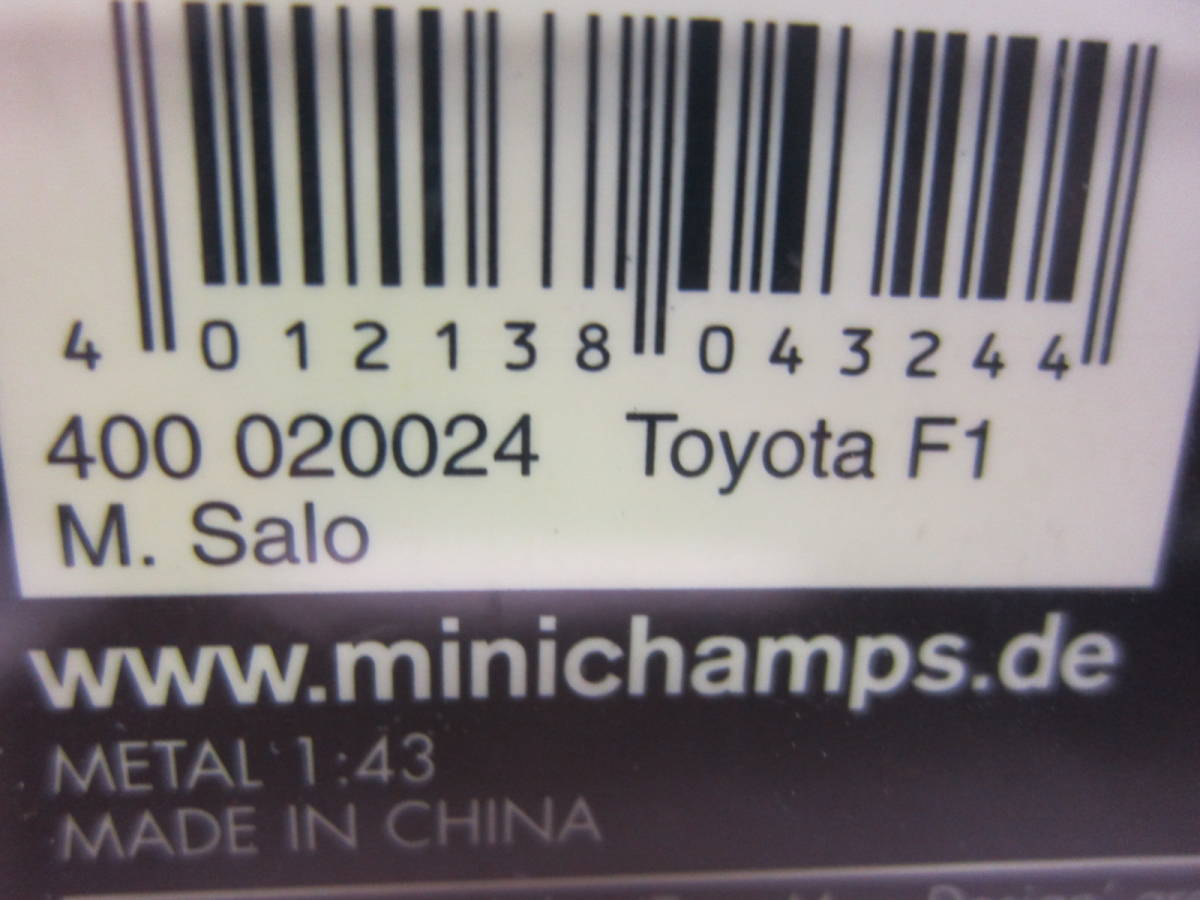 4 012138 043244
400 020024 Toyota F1
M. Salo
www.minichamps.de
METAL 1:43
MADE IN CHINA